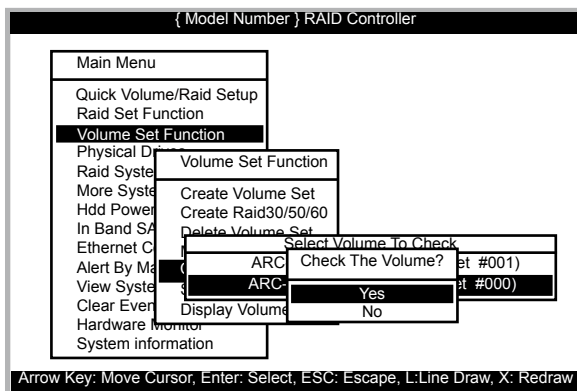 { Model Number } RAID Controller
Main Menu
Quick Volume/Raid Setup
Raid Set Function
Volume Set Function
Physical
Raid Syste
More Syste
Hdd Power
In Band SA
Ethernet C
Alert By Ma
View Syste
Clear Even
Hardware Monitor
System information
Volume Set Function
Create Volume Set
Create Raid30/50/60
Delete Volume Set
Display Volume
Select Volume To Check
ARC #001)
ARC- #000)
Check The Volume?
Yes
No
Arrow Key: Move Cursor, Enter: Select, ESC: Escape, L:Line Draw, X: Redraw